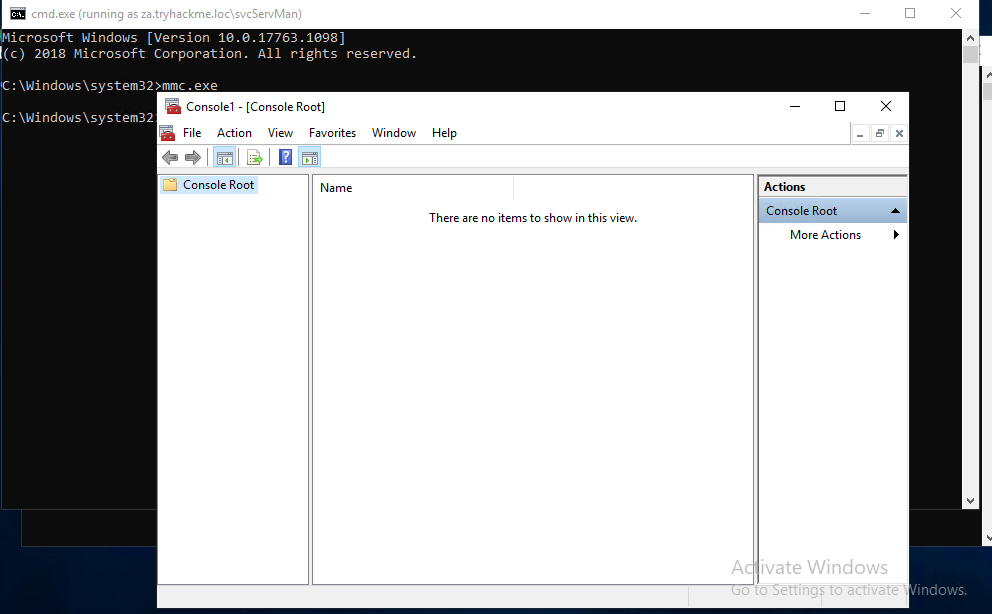 cmd.exe (running as za.tryhackme.loc\svcServMan)
Microsoft Windows [Version 10.0.17763.1098]
(c) 2018 Microsoft Corporation. All rights reserved.
C:\Windows\system32>mmc.exe
C:\Windows\system32>
Console1 - [Console Root]
File Action View Favorites Window Help
Console Root
Name
There are no items to show in this view.
Actions
Console Root
More Actions
Activate Windows
Go to Settings to activate Windows.